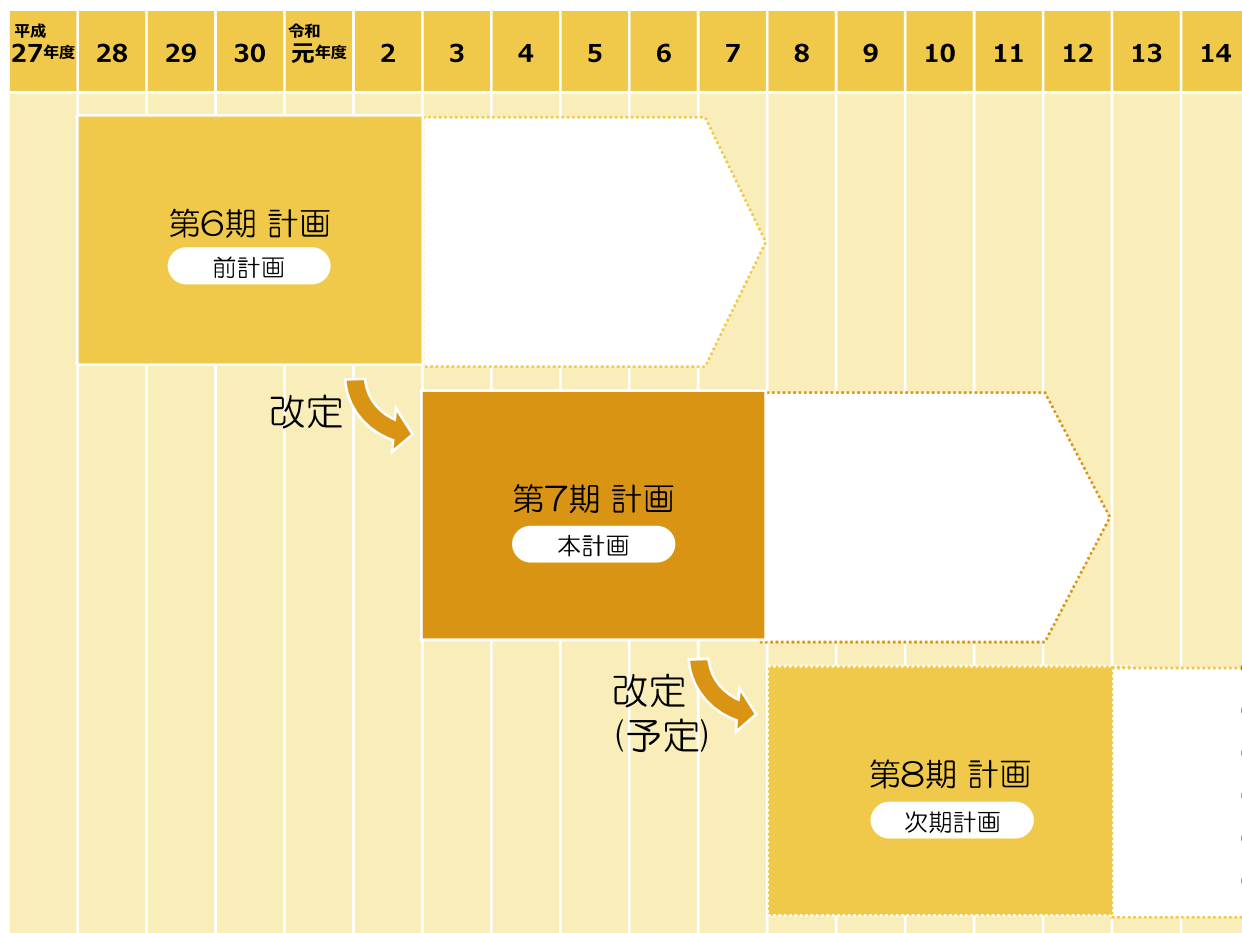 平成 令和
27年度 28 29 30 元年度 2 3 4 5 6 7 8 9 10 11 12 13 14
第6期 計画
前計画
改定
第7期 計画
本計画
改定
(予定)
第8期 計画
次期計画